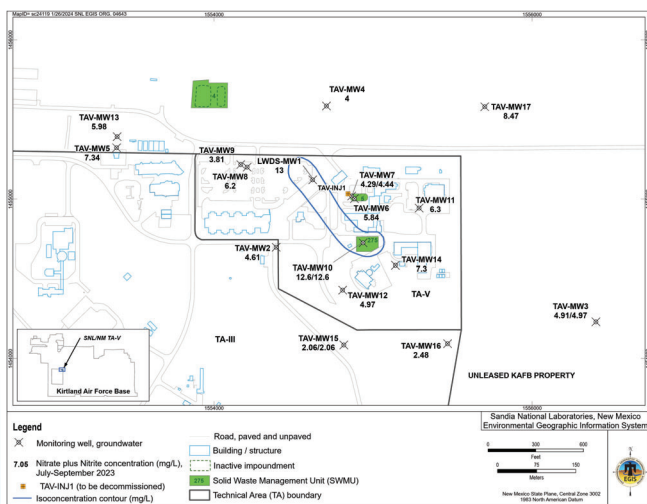 MapID= sc24119 1/26/2024 SNL EGIS ORG. 04643
1554000
1556000
1456000
1456000
TAV-MW4
4
TAV-MW17
8.47
TAV-MW13
5.98
TAV-MW5
7.34
TAV-MW9
3.81
TAV-MW8
6.2
LWDS-MW1
13
TAV-INJ1
TAV-MW7
4.29/4.44
TAV-MW6
5.84
TAV-MW11
6.3
1455000
1455000
4
5
275
TAV-MW2
4.61
TAV-MW10
12.6/12.6
TAV-MW14
7.3
TAV-MW12
4.97
TA-V
TAV-MW3
4.91/4.97
TA-III
TAV-MW15
2.06/2.06
TAV-MW16
2.48
1454000
1454000
SNL/NM TA-V
Kirtland Air Force Base
UNLEASED KAFB PROPERTY
1554000
1556000
Legend
Monitoring well, groundwater
7.05 Nitrate plus Nitrite concentration (mg/L),
July-September 2023
TAV-INJ1 (to be decommissioned)
Isoconcentration contour (mg/L)
Road, paved and unpaved
Building / structure
Inactive impoundment
276 Solid Waste Management Unit (SWMU)
Technical Area (TA) boundary
Sandia National Laboratories, New Mexico
Environmental Geographic Information System
0 300 600
Feet
0 75 150
Meters
New Mexico State Plane, Central Zone 3002
1983 North American Datum
EGIS